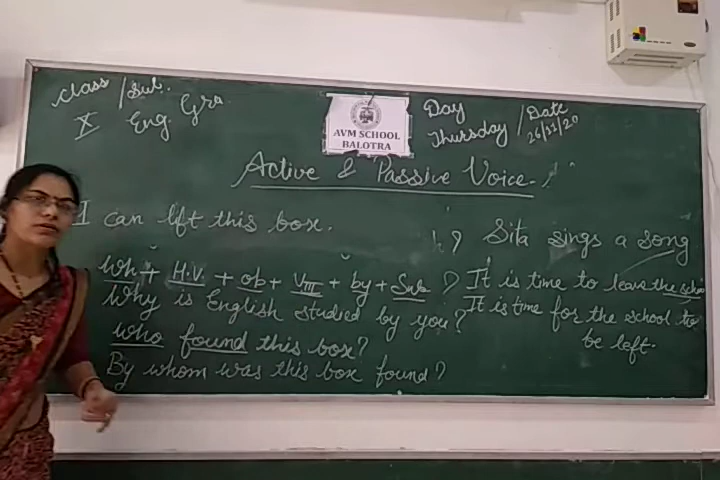 Class / Sub.
X Eng. Gra.
AVM SCHOOL
BALOTRA
Day / Date
Thursday 26/11/20
Active & Passive Voice
I can lift this box.
Sita sings a song
Wh + H.V. + ob + VIII + by + Sub ?
Why is English studied by you?
who found this box?
By whom was this box found?
It is time to leave the
It is time for the school to
be left.